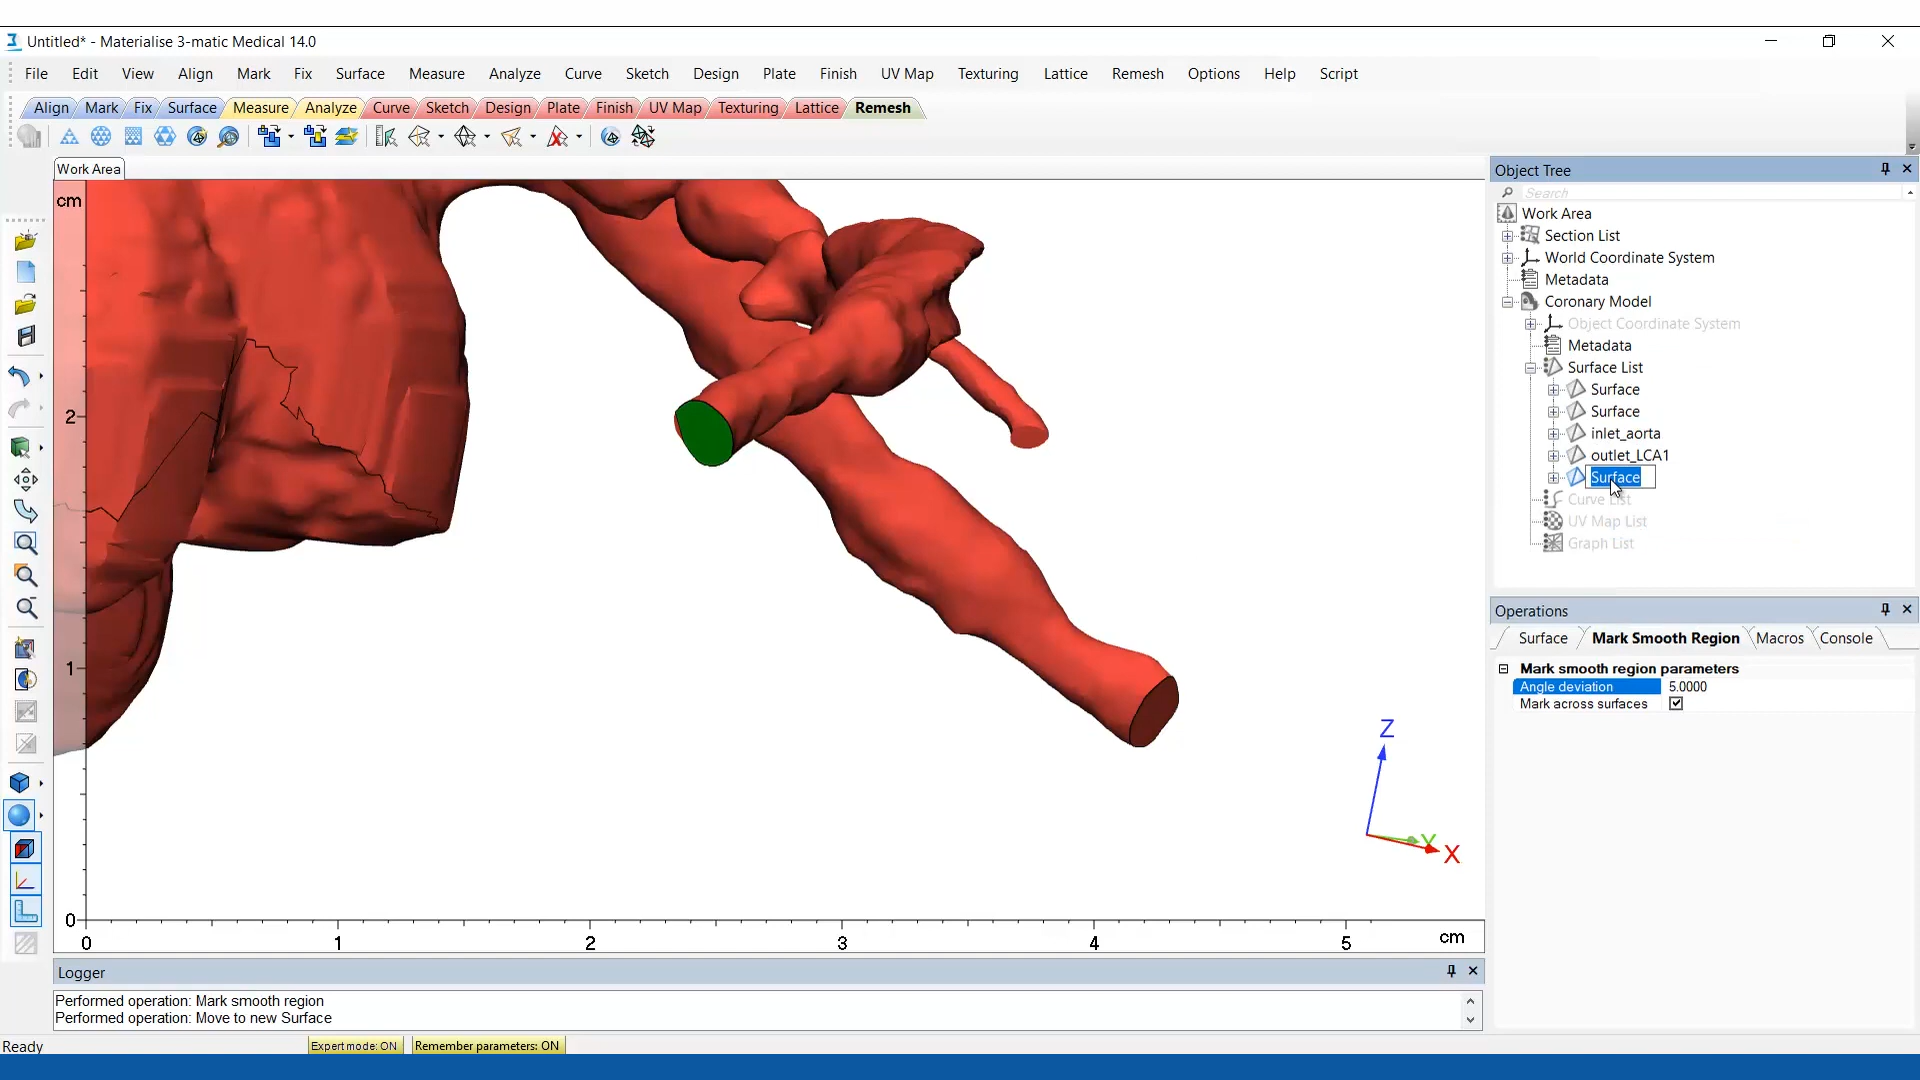 Untitled* - Materialise 3-matic Medical 14.0
File Edit View Align Mark Fix Surface Measure Analyze Curve Sketch Design Plate Finish UV Map Texturing Lattice Remesh Options Help Script
Align Mark Fix Surface Measure Analyze Curve Sketch Design Plate Finish UV Map Texturing Lattice Remesh
Work Area
cm
2
1
0
0 1 2 3 4 5 cm
Z
Y
X
Object Tree
Search
Work Area
Section List
World Coordinate System
Metadata
Coronary Model
Object Coordinate System
Metadata
Surface List
Surface
Surface
inlet_aorta
outlet_LCA1
Surface
Curve List
UV Map List
Graph List
Operations
Surface Mark Smooth Region Macros Console
Mark smooth region parameters
Angle deviation 5.0000
Mark across surfaces
Logger
Performed operation: Mark smooth region
Performed operation: Move to new Surface
Ready Expert mode: ON Remember parameters: ON